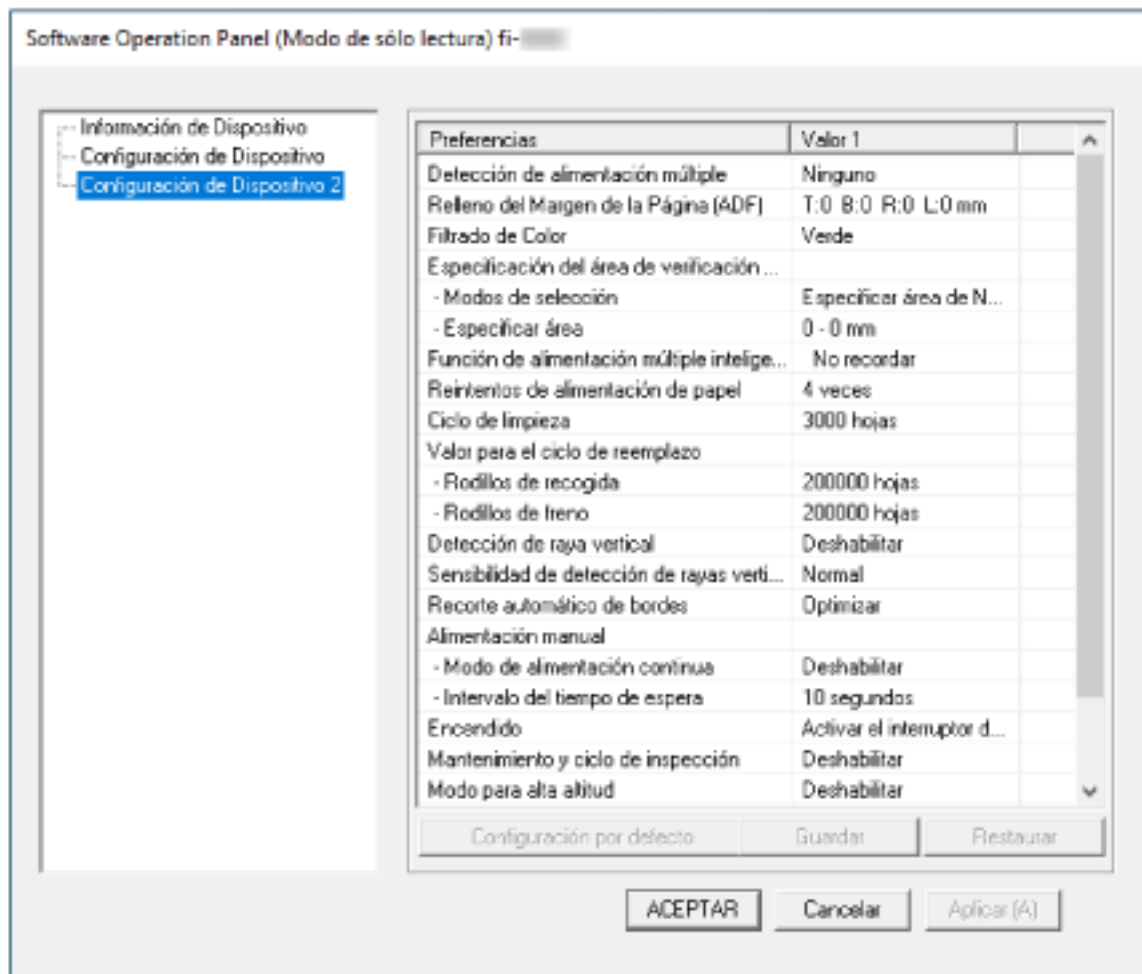 Software Operation Panel (Modo de sólo lectura) fi-
Información de Dispositivo
Configuración de Dispositivo
Configuración de Dispositivo 2
Preferencias Valor 1
Detección de alimentación múltiple Ninguno
Relleno del Margen de la Página (ADF) T:0 B:0 R:0 L:0 mm
Filtrado de Color Verde
Especificación del área de verificación ...
- Modos de selección Especificar área de N...
- Especificar área 0 - 0 mm
Función de alimentación múltiple intelige... No recordar
Reintentos de alimentación de papel 4 veces
Ciclo de limpieza 3000 hojas
Valor para el ciclo de reemplazo
- Rodillos de recogida 200000 hojas
- Rodillos de freno 200000 hojas
Detección de raya vertical Deshabilitar
Sensibilidad de detección de rayas verti... Normal
Recorte automático de bordes Optimizar
Alimentación manual
- Modo de alimentación continua Deshabilitar
- Intervalo del tiempo de espera 10 segundos
Encendido Activar el interruptor d...
Mantenimiento y ciclo de inspección Deshabilitar
Modo para alta altitud Deshabilitar
Configuración por defecto Guardar Restaurar
ACEPTAR Cancelar Aplicar (A)